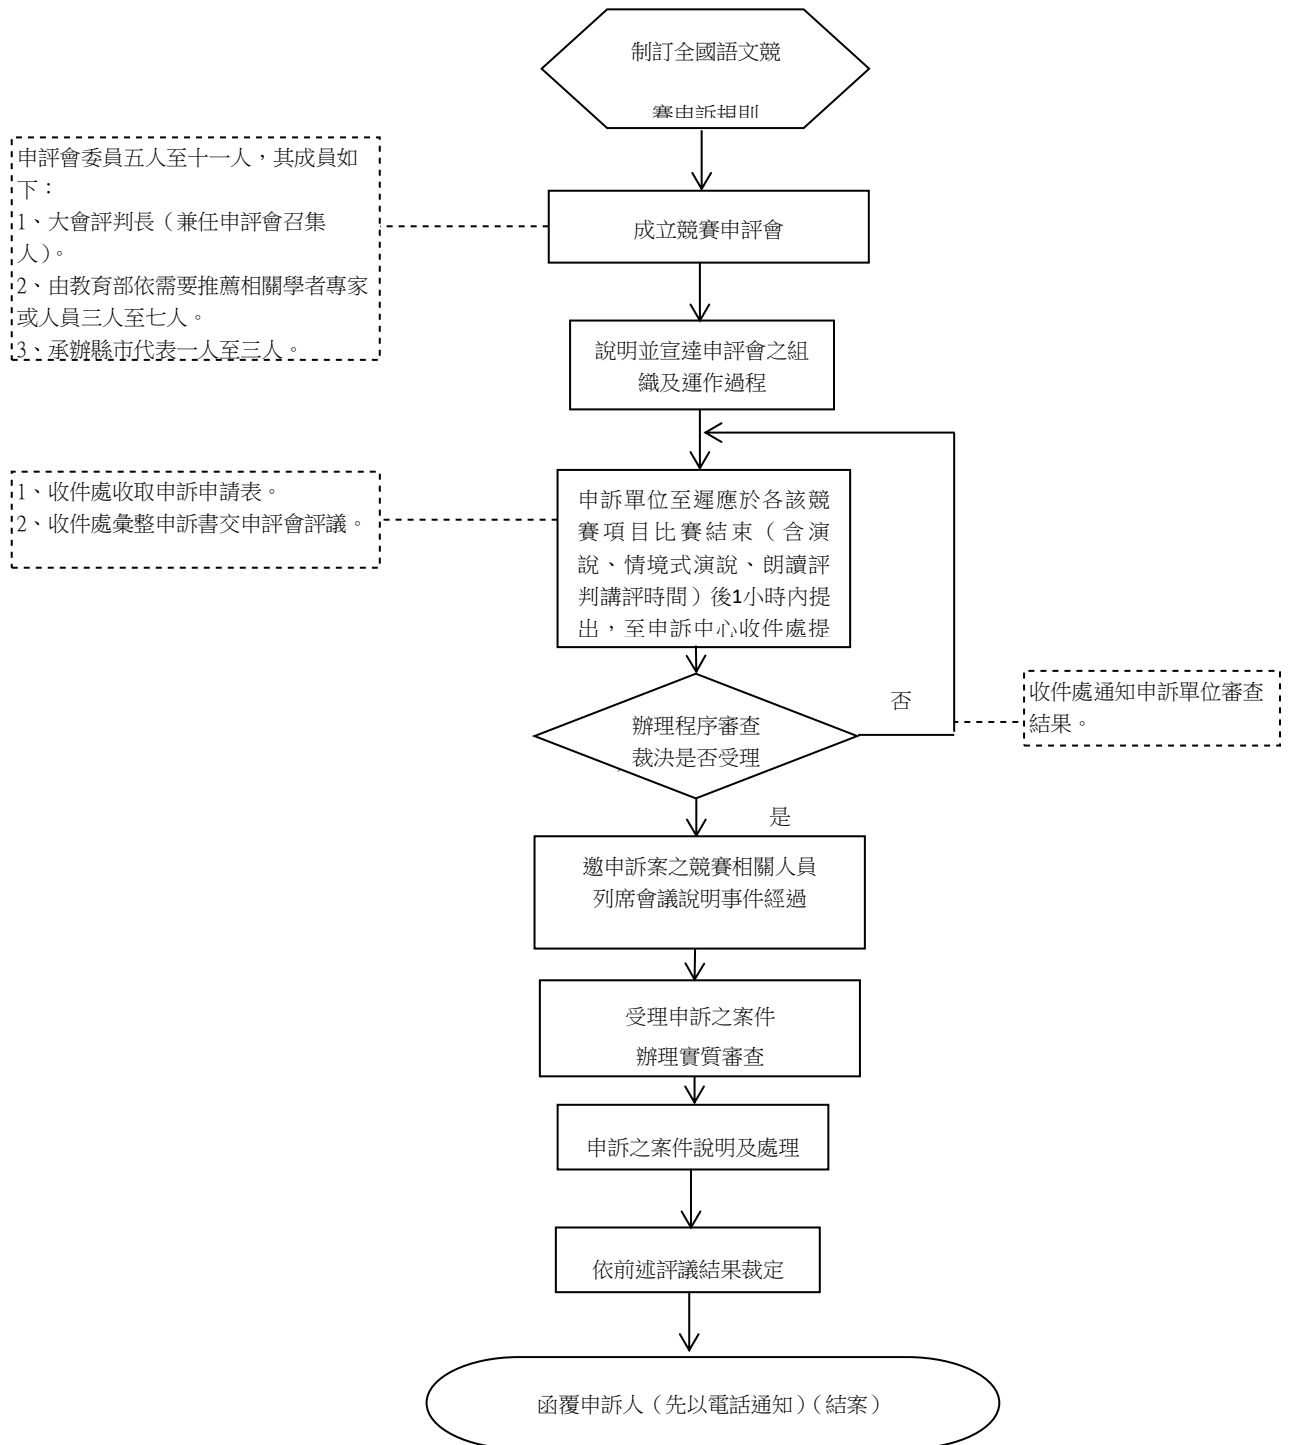 制訂全國語文競
賽申訴規則
申評會委員五人至十一人，其成員如
下：
1、大會評判長（兼任申評會召集
人）。
2、由教育部依需要推薦相關學者專家
或人員三人至七人。
3、承辦縣市代表一人至三人。
成立競賽申評會
說明並宣達申評會之組
織及運作過程
1、收件處收取申訴申請表。
2、收件處彙整申訴書交申評會評議。
申訴單位至遲應於各該競
賽項目比賽結束（含演
說、情境式演說、朗讀評
判講評時間）後1小時內提
出，至申訴中心收件處提
辦理程序審查
裁決是否受理
否
收件處通知申訴單位審查
結果。
是
邀申訴案之競賽相關人員
列席會議說明事件經過
受理申訴之案件
辦理實質審查
申訴之案件說明及處理
依前述評議結果裁定
函覆申訴人（先以電話通知）（結案）